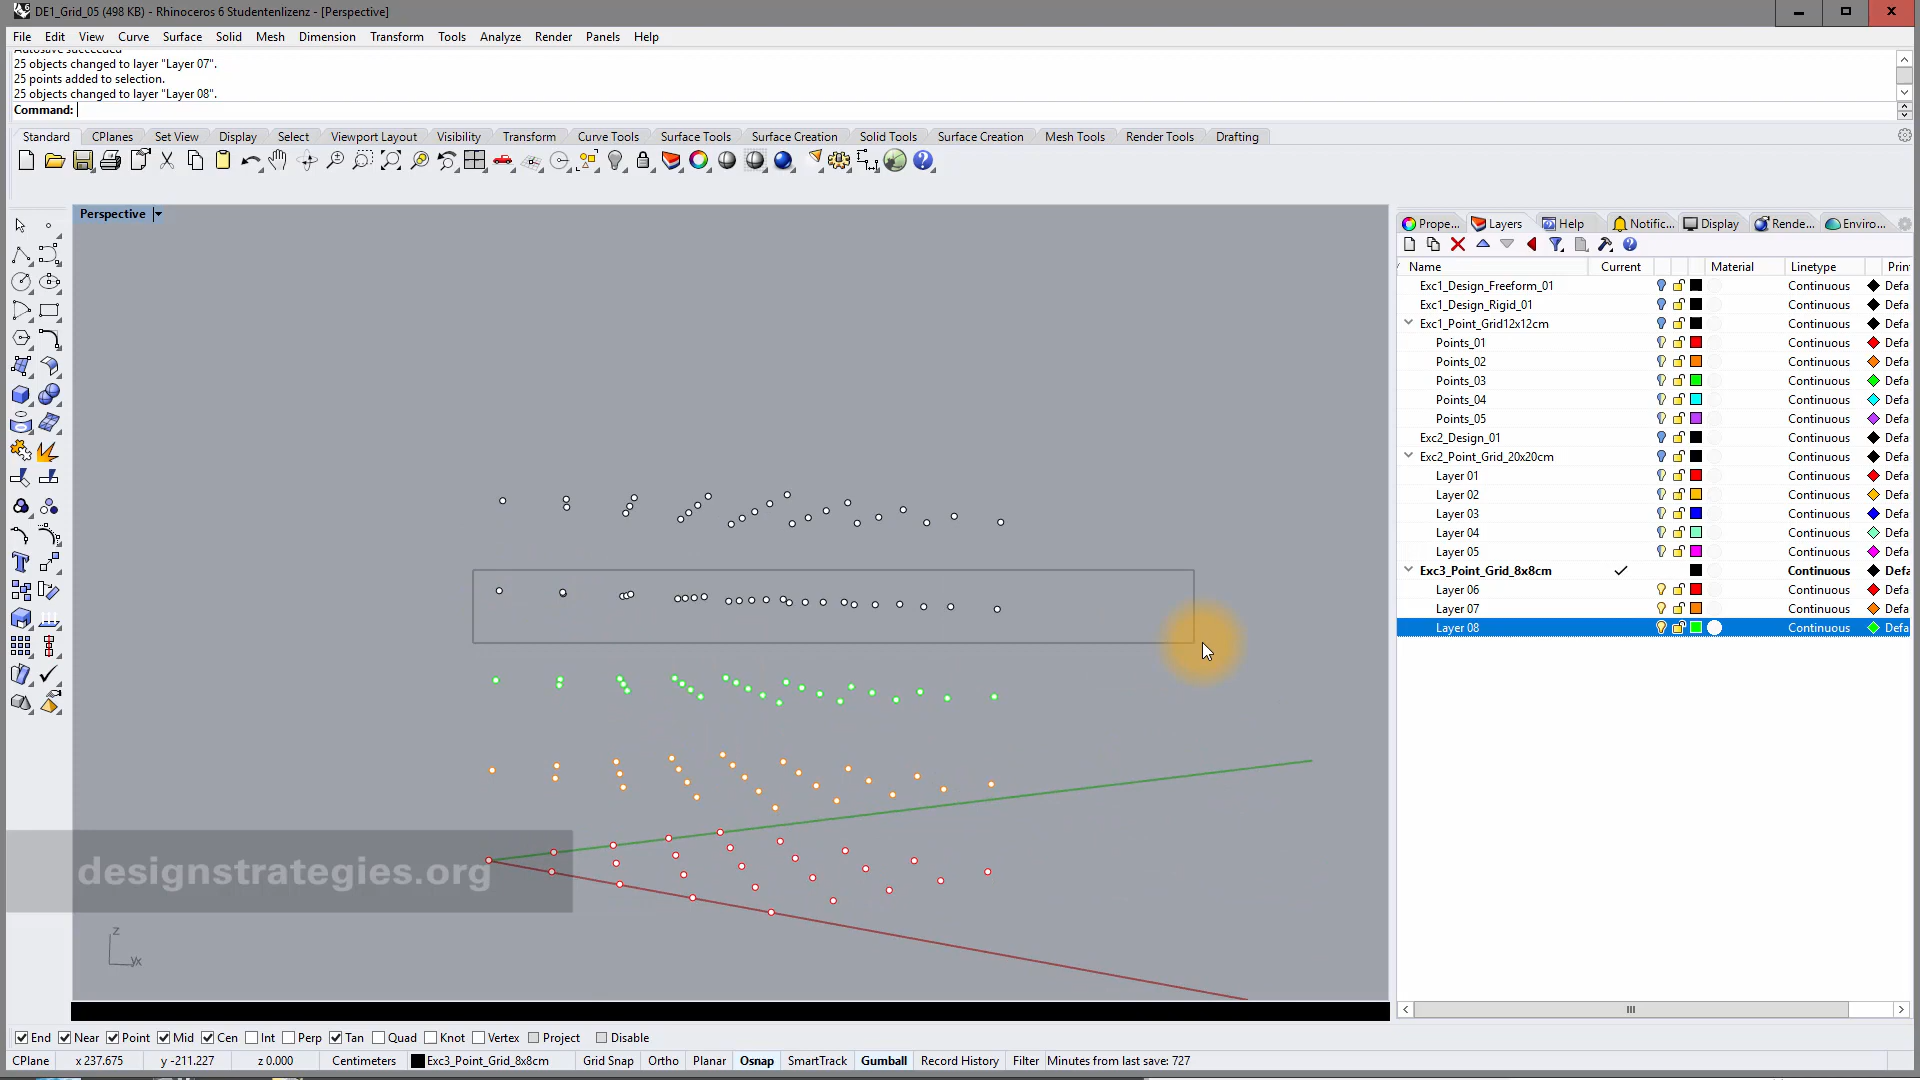 DE1_Grid_05 (498 KB) - Rhinoceros 6 Studentenlizenz - [Perspective]
File Edit View Curve Surface Solid Mesh Dimension Transform Tools Analyze Render Panels Help
Autosave succeeded
25 objects changed to layer "Layer 07".
25 points added to selection.
25 objects changed to layer "Layer 08".
Command:
Standard CPlanes Set View Display Select Viewport Layout Visibility Transform Curve Tools Surface Tools Surface Creation Solid Tools Surface Creation Mesh Tools Render Tools Drafting
Perspective
Prope... Layers Help Notific... Display Rende... Enviro...
Name Current Material Linetype Prin
Exc1_Design_Freeform_01 Continuous Defa
Exc1_Design_Rigid_01 Continuous Defa
Exc1_Point_Grid12x12cm Continuous Defa
Points_01 Continuous Defa
Points_02 Continuous Defa
Points_03 Continuous Defa
Points_04 Continuous Defa
Points_05 Continuous Defa
Exc2_Design_01 Continuous Defa
Exc2_Point_Grid_20x20cm Continuous Defa
Layer 01 Continuous Defa
Layer 02 Continuous Defa
Layer 03 Continuous Defa
Layer 04 Continuous Defa
Layer 05 Continuous Defa
Exc3_Point_Grid_8x8cm Continuous Defa
Layer 06 Continuous Defa
Layer 07 Continuous Defa
Layer 08 Continuous Defa
designstrategies.org
z
yx
End Near Point Mid Cen Int Perp Tan Quad Knot Vertex Project Disable
CPlane x 237.675 y -211.227 z 0.000 Centimeters Exc3_Point_Grid_8x8cm Grid Snap Ortho Planar Osnap SmartTrack Gumball Record History Filter Minutes from last save: 727